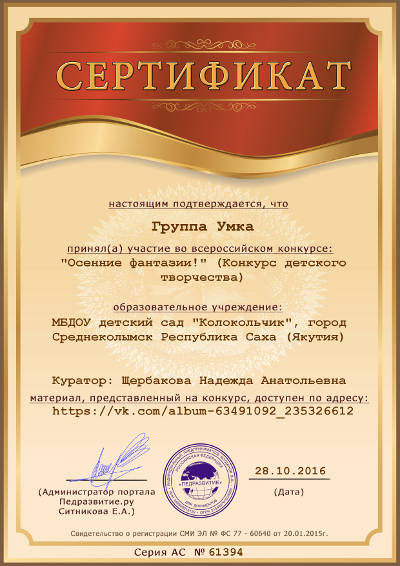 СЕРТИФИКАТ
настоящим подтверждается, что
Группа Умка
принял(а) участие во всероссийском конкурсе:
"Осенние фантазии!" (Конкурс детского
творчества)
образовательное учреждение:
МБДОУ детский сад "Колокольчик", город
Среднеколымск Республика Саха (Якутия)
Куратор: Щербакова Надежда Анатольевна
материал, представленный на конкурс, доступен по адресу:
https://vk.com/album-63491092_235326612
"ПЕДРАЗВИТИЕ"
28.10.2016
(Администратор портала
Педразвитие.ру
Ситникова Е.А.)
(Дата)
Свидетельство о регистрации СМИ ЭЛ № ФС 77 - 60640 от 20.01.2015г.
Серия АС № 61394